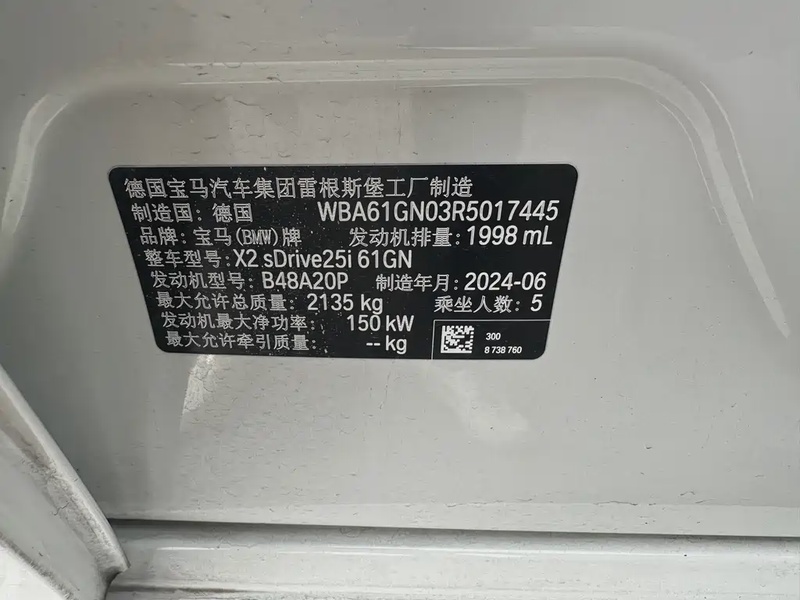 德国宝马汽车集团雷根斯堡工厂制造
制造国: 德国 WBA61GN03R5017445
品牌: 宝马(BMW)牌 发动机排量: 1998 mL
整车型号: X2 sDrive25i 61GN
发动机型号: B48A20P 制造年月: 2024-06
最大允许总质量: 2135 kg 乘坐人数: 5
发动机最大净功率: 150 kW
最大允许牵引质量: -- kg
300
8 738 760